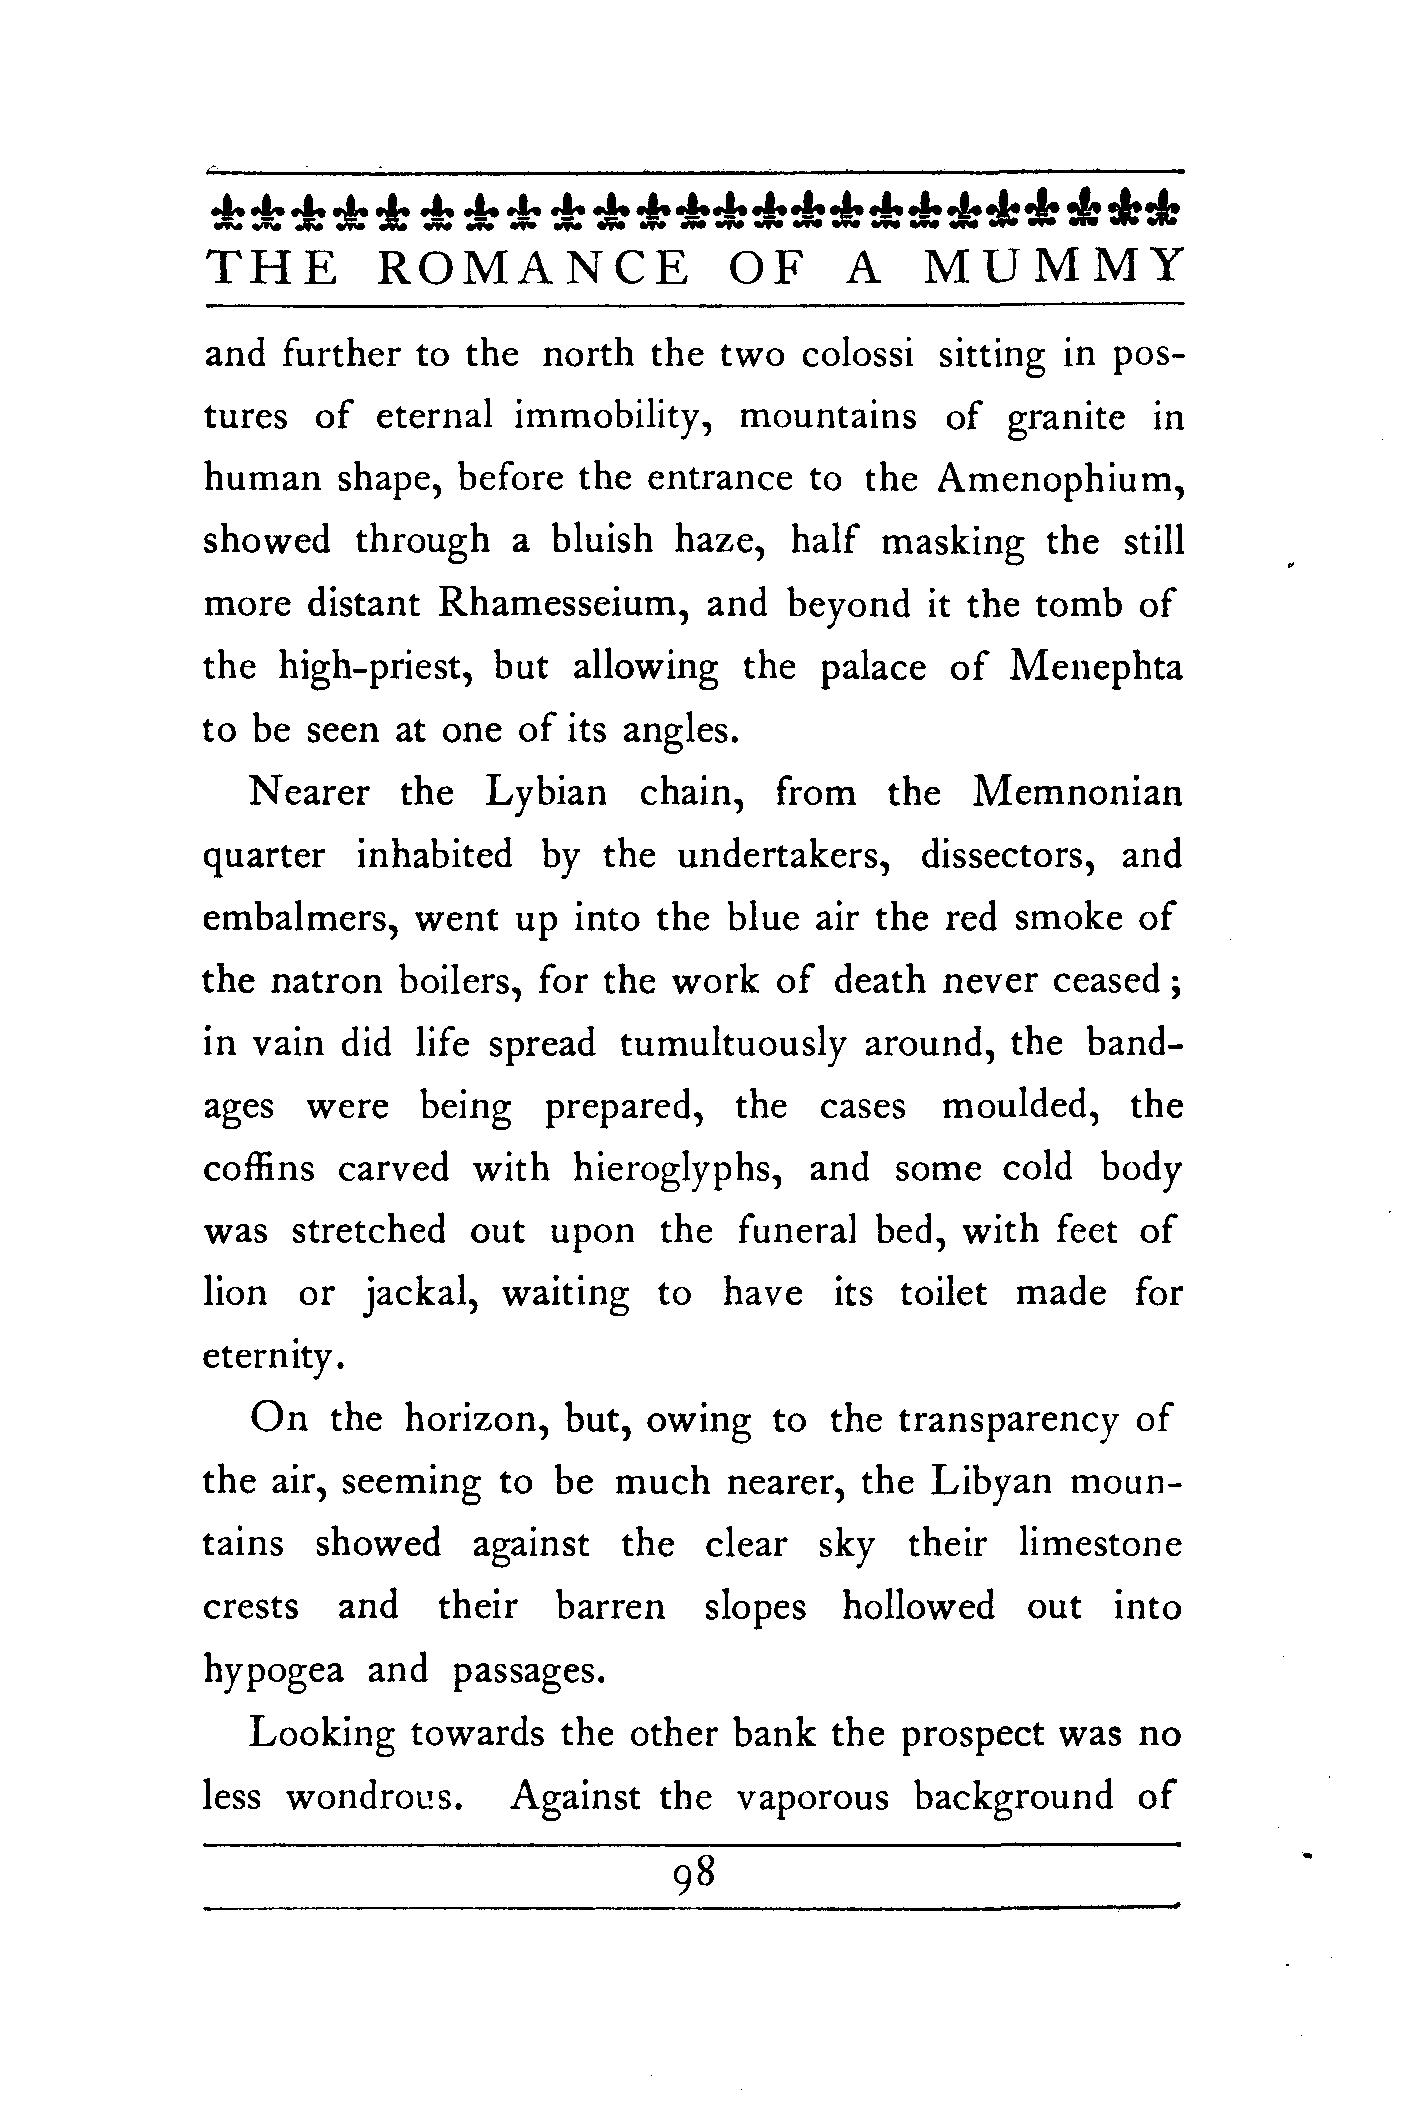 THE ROMANCE OF A MUMMY
and further to the north the two colossi sitting in pos-
tures of eternal immobility, mountains of granite in
human shape, before the entrance to the Amenophium,
showed through a bluish haze, half masking the still
more distant Rhamesseium, and beyond it the tomb of
the high-priest, but allowing the palace of Menephta
to be seen at one of its angles.
Nearer the Lybian chain, from the Memnonian
quarter inhabited by the undertakers, dissectors, and
embalmers, went up into the blue air the red smoke of
the natron boilers, for the work of death never ceased;
in vain did life spread tumultuously around, the band-
ages were being prepared, the cases moulded, the
coffins carved with hieroglyphs, and some cold body
was stretched out upon the funeral bed, with feet of
lion or jackal, waiting to have its toilet made for
eternity.
On the horizon, but, owing to the transparency of
the air, seeming to be much nearer, the Libyan moun-
tains showed against the clear sky their limestone
crests and their barren slopes hollowed out into
hypogea and passages.
Looking towards the other bank the prospect was no
less wondrous. Against the vaporous background of
98